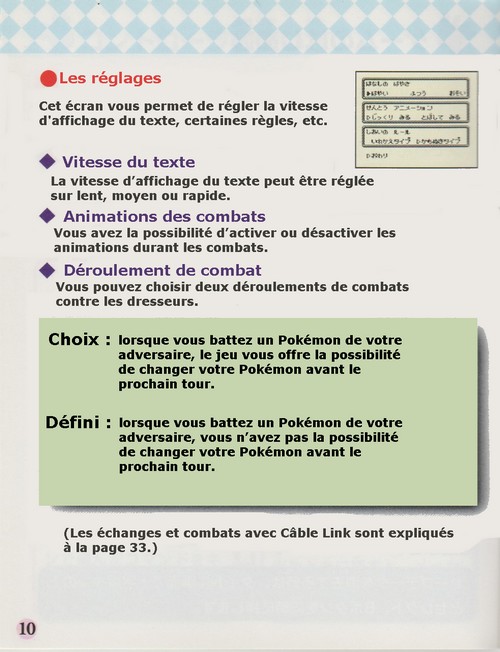 Les réglages
Cet écran vous permet de régler la vitesse
d'affichage du texte, certaines règles, etc.
はなしの はやさ
▶はやい ふつう おそい
せんとう アニメーション
▷じっくり みる とばして みる
しあいの ルール
いれかえタイプ ▷かちぬきタイプ
▷おわり
Vitesse du texte
La vitesse d’affichage du texte peut être réglée
sur lent, moyen ou rapide.
Animations des combats
Vous avez la possibilité d’activer ou désactiver les
animations durant les combats.
Déroulement de combat
Vous pouvez choisir deux déroulements de combats
contre les dresseurs.
Choix : lorsque vous battez un Pokémon de votre
adversaire, le jeu vous offre la possibilité
de changer votre Pokémon avant le
prochain tour.
Défini : lorsque vous battez un Pokémon de votre
adversaire, vous n’avez pas la possibilité
de changer votre Pokémon avant le
prochain tour.
(Les échanges et combats avec Câble Link sont expliqués
à la page 33.)
10